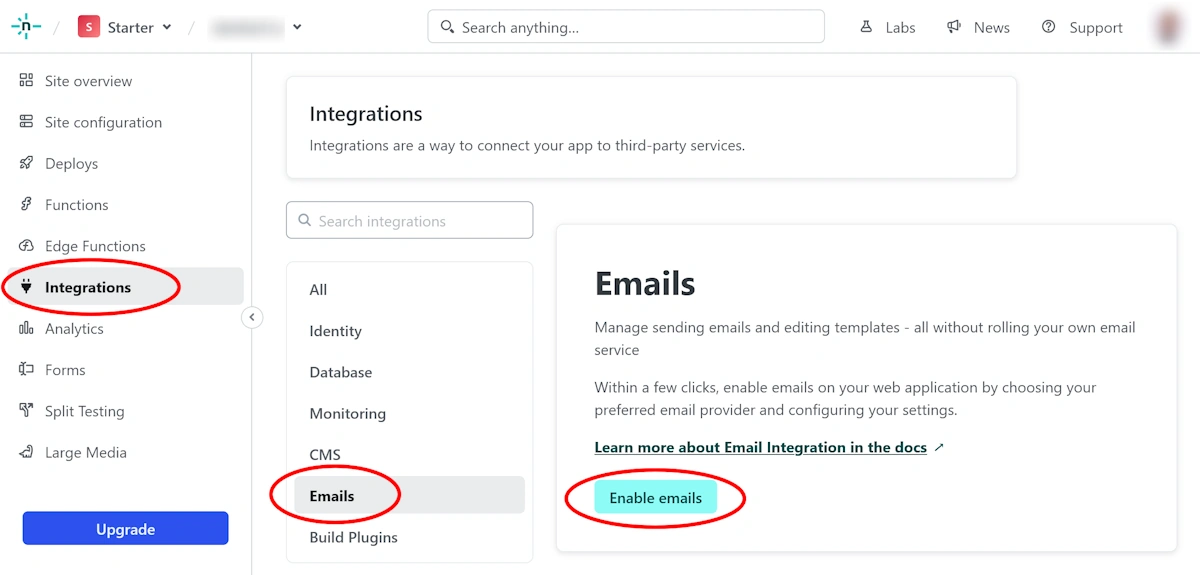 n
S
Starter
Search anything...
Labs
News
Support
Site overview
Site configuration
Deploys
Functions
Edge Functions
Integrations
Analytics
Forms
Split Testing
Large Media
Upgrade
Integrations
Integrations are a way to connect your app to third-party services.
Search integrations
All
Identity
Database
Monitoring
CMS
Emails
Build Plugins
Emails
Manage sending emails and editing templates - all without rolling your own email
service
Within a few clicks, enable emails on your web application by choosing your
preferred email provider and configuring your settings.
Learn more about Email Integration in the docs
Enable emails